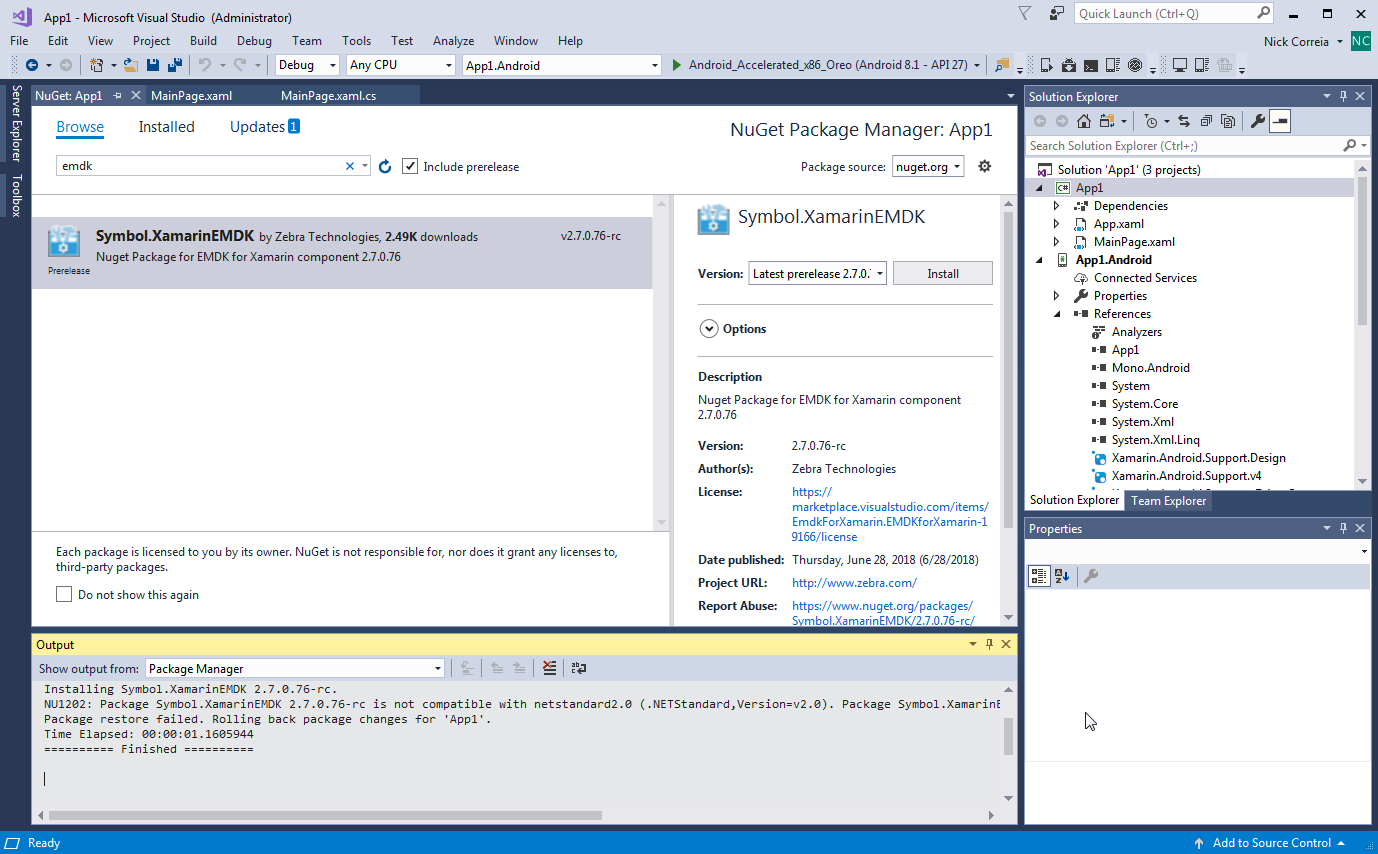 App1 - Microsoft Visual Studio (Administrator)
Quick Launch (Ctrl+Q)
File Edit View Project Build Debug Team Tools Test Analyze Window Help
Nick Correia NC
Debug Any CPU App1.Android Android_Accelerated_x86_Oreo (Android 8.1 - API 27)
Server Explorer
Toolbox
NuGet: App1 MainPage.xaml MainPage.xaml.cs
Browse Installed Updates 1
NuGet Package Manager: App1
emdk Include prerelease
Package source: nuget.org
Symbol.XamarinEMDK by Zebra Technologies, 2.49K downloads v2.7.0.76-rc
Nuget Package for EMDK for Xamarin component 2.7.0.76
Prerelease
Each package is licensed to you by its owner. NuGet is not responsible for, nor does it grant any licenses to,
third-party packages.
Do not show this again
Symbol.XamarinEMDK
Version: Latest prerelease 2.7.0. Install
Options
Description
Nuget Package for EMDK for Xamarin component
2.7.0.76
Version: 2.7.0.76-rc
Author(s): Zebra Technologies
License: https://
marketplace.visualstudio.com/items/
EmdkForXamarin.EMDKforXamarin-1
9166/license
Date published: Thursday, June 28, 2018 (6/28/2018)
Project URL: http://www.zebra.com/
Report Abuse: https://www.nuget.org/packages/
Symbol.XamarinEMDK/2.7.0.76-rc/
Output
Show output from: Package Manager
Installing Symbol.XamarinEMDK 2.7.0.76-rc.
NU1202: Package Symbol.XamarinEMDK 2.7.0.76-rc is not compatible with netstandard2.0 (.NETStandard,Version=v2.0). Package Symbol.XamarinE
Package restore failed. Rolling back package changes for 'App1'.
Time Elapsed: 00:00:01.1605944
========== Finished ==========
Solution Explorer
Search Solution Explorer (Ctrl+;)
Solution 'App1' (3 projects)
C# App1
Dependencies
App.xaml
MainPage.xaml
App1.Android
Connected Services
Properties
References
Analyzers
App1
Mono.Android
System
System.Core
System.Xml
System.Xml.Linq
Xamarin.Android.Support.Design
Xamarin.Android.Support.v4
Solution Explorer Team Explorer
Properties
Ready
Add to Source Control